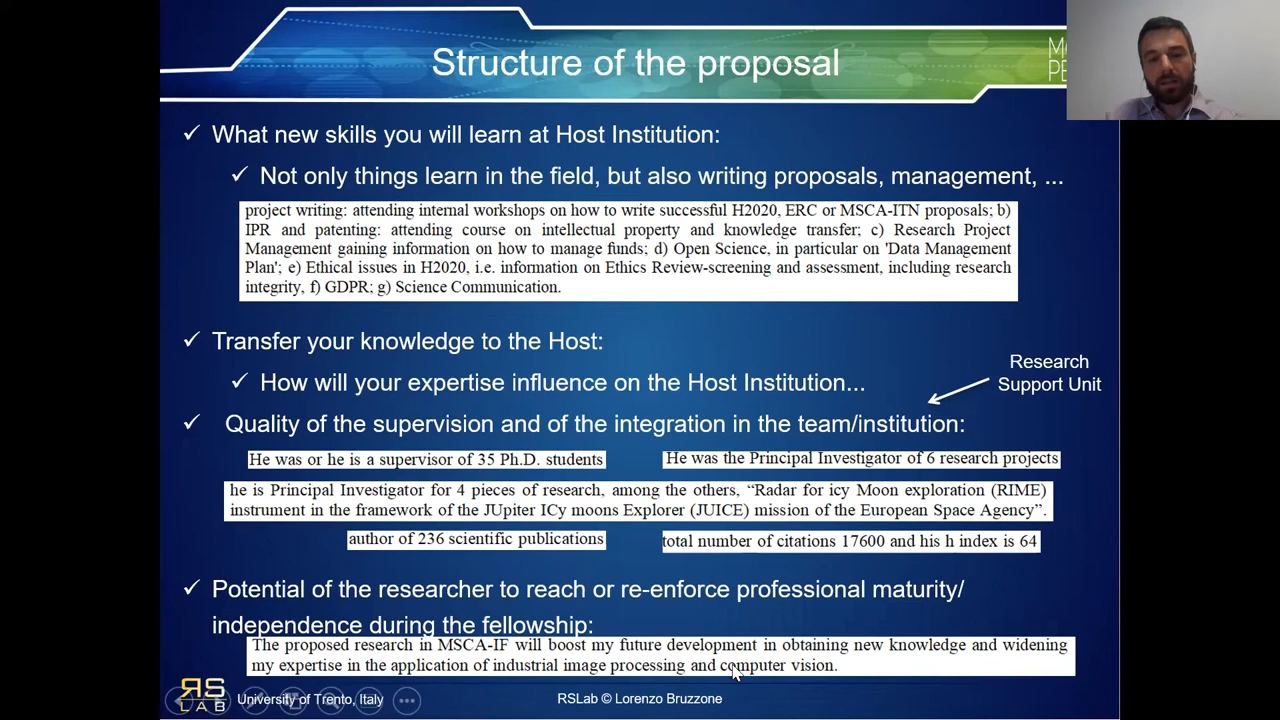 Structure of the proposal
What new skills you will learn at Host Institution:
Not only things learn in the field, but also writing proposals, management, ...
project writing: attending internal workshops on how to write successful H2020, ERC or MSCA-ITN proposals; b)
IPR and patenting: attending course on intellectual property and knowledge transfer; c) Research Project
Management gaining information on how to manage funds; d) Open Science, in particular on 'Data Management
Plan'; e) Ethical issues in H2020, i.e. information on Ethics Review-screening and assessment, including research
integrity, f) GDPR; g) Science Communication.
Transfer your knowledge to the Host:
How will your expertise influence on the Host Institution...
Research
Support Unit
Quality of the supervision and of the integration in the team/institution:
He was or he is a supervisor of 35 Ph.D. students
He was the Principal Investigator of 6 research projects
he is Principal Investigator for 4 pieces of research, among the others, “Radar for icy Moon exploration (RIME)
instrument in the framework of the JUpiter ICy moons Explorer (JUICE) mission of the European Space Agency”.
author of 236 scientific publications
total number of citations 17600 and his h index is 64
Potential of the researcher to reach or re-enforce professional maturity/
independence during the fellowship:
The proposed research in MSCA-IF will boost my future development in obtaining new knowledge and widening
my expertise in the application of industrial image processing and computer vision.
RS
LAB
University of Trento, Italy
RSLab © Lorenzo Bruzzone